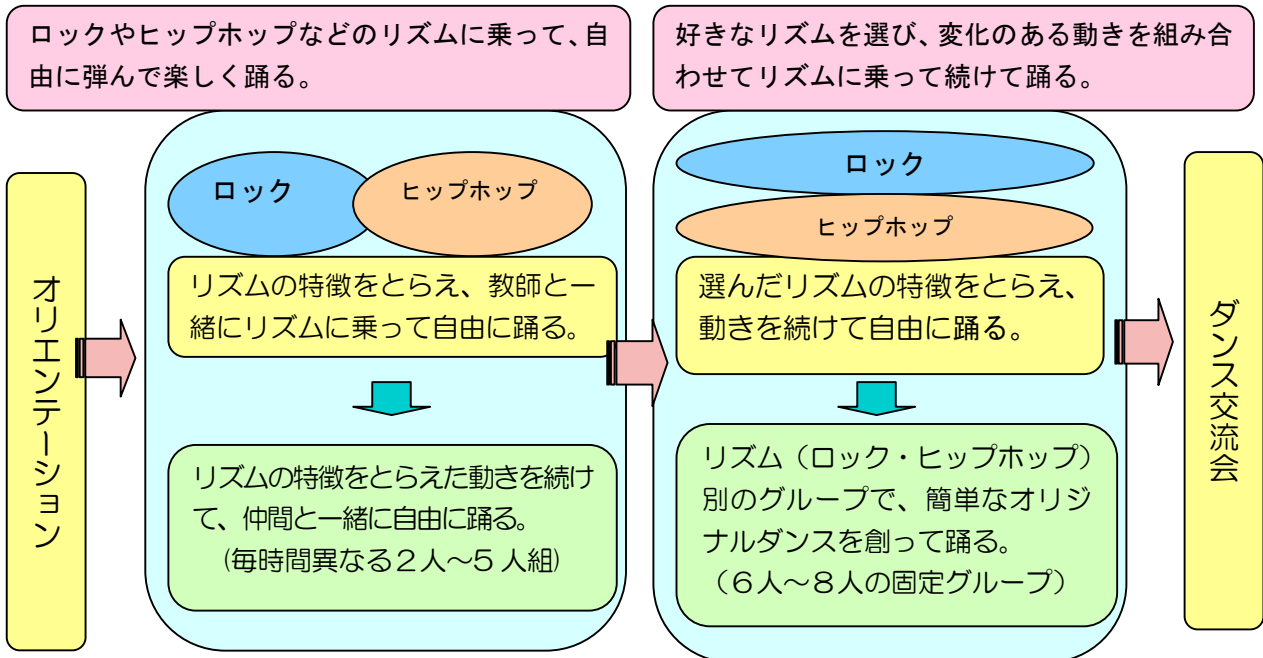 ロックやヒップホップなどのリズムに乗って、自
由に弾んで楽しく踊る。
好きなリズムを選び、変化のある動きを組み合
わせてリズムに乗って続けて踊る。
オリエンテーション
ロック
ヒップホップ
リズムの特徴をとらえ、教師と一
緒にリズムに乗って自由に踊る。
リズムの特徴をとらえた動きを続け
て、仲間と一緒に自由に踊る。
(毎時間異なる２人～５人組)
ロック
ヒップホップ
選んだリズムの特徴をとらえ、
動きを続けて自由に踊る。
リズム（ロック・ヒップホップ）
別のグループで、簡単なオリジ
ナルダンスを創って踊る。
（６人～８人の固定グループ）
ダンス交流会